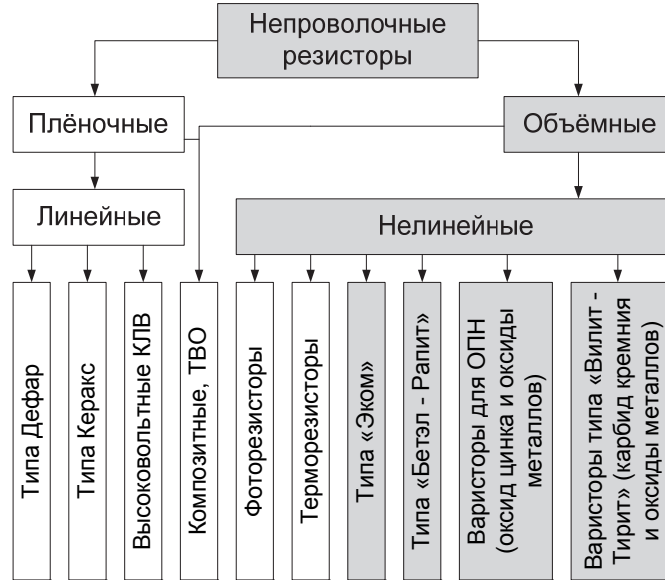 Непроволочные
резисторы
Плёночные
Объёмные
Линейные
Нелинейные
Типа Дефар
Типа Керакс
Высоковольтные КЛВ
Композитные, ТВО
Фоторезисторы
Терморезисторы
Типа «Эком»
Типа «Бетэл - Рапит»
Варисторы для ОПН
(оксид цинка и оксиды
металлов)
Варисторы типа «Вилит -
Тирит» (карбид кремния
и оксиды металлов)